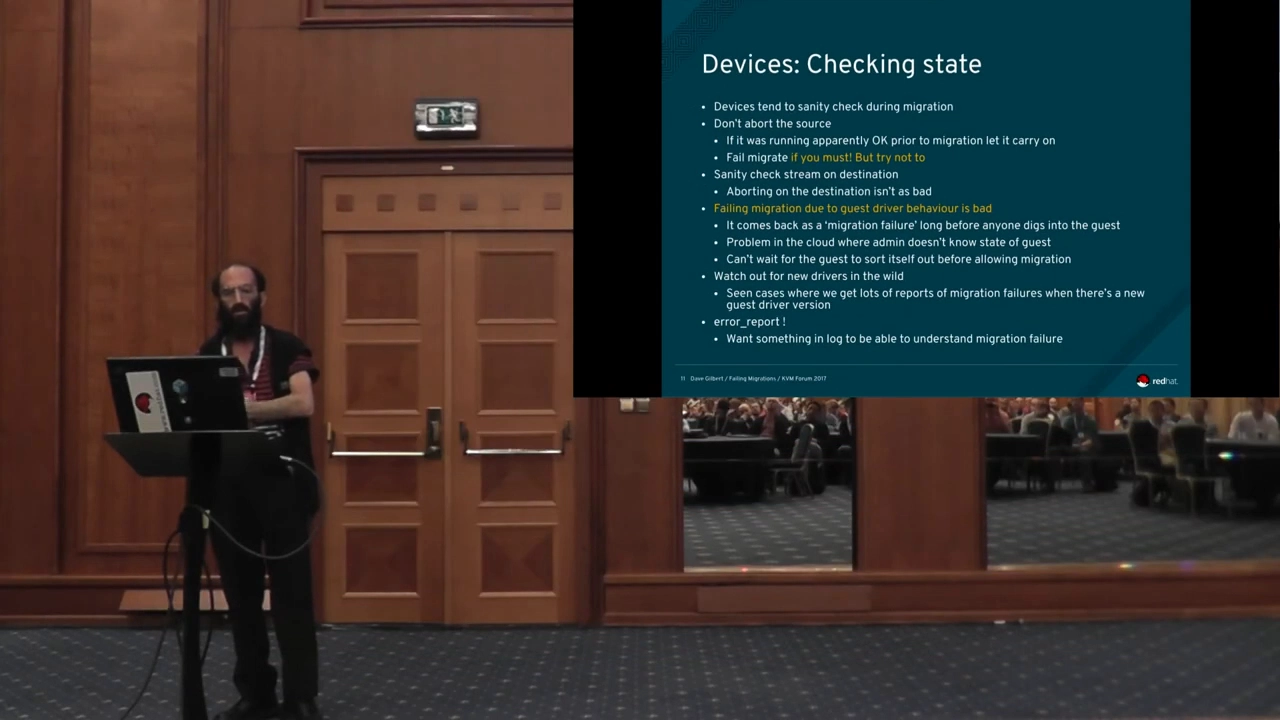 Devices: Checking state
• Devices tend to sanity check during migration
• Don't abort the source
• If it was running apparently OK prior to migration let it carry on
• Fail migrate if you must! But try not to
• Sanity check stream on destination
• Aborting on the destination isn't as bad
• Failing migration due to guest driver behaviour is bad
• It comes back as a 'migration failure' long before anyone digs into the guest
• Problem in the cloud where admin doesn't know state of guest
• Can't wait for the guest to sort itself out before allowing migration
• Watch out for new drivers in the wild
• Seen cases where we get lots of reports of migration failures when there's a new
guest driver version
• error_report !
• Want something in log to be able to understand migration failure
11 Dave Gilbert / Failing Migrations / KVM Forum 2017
redhat.